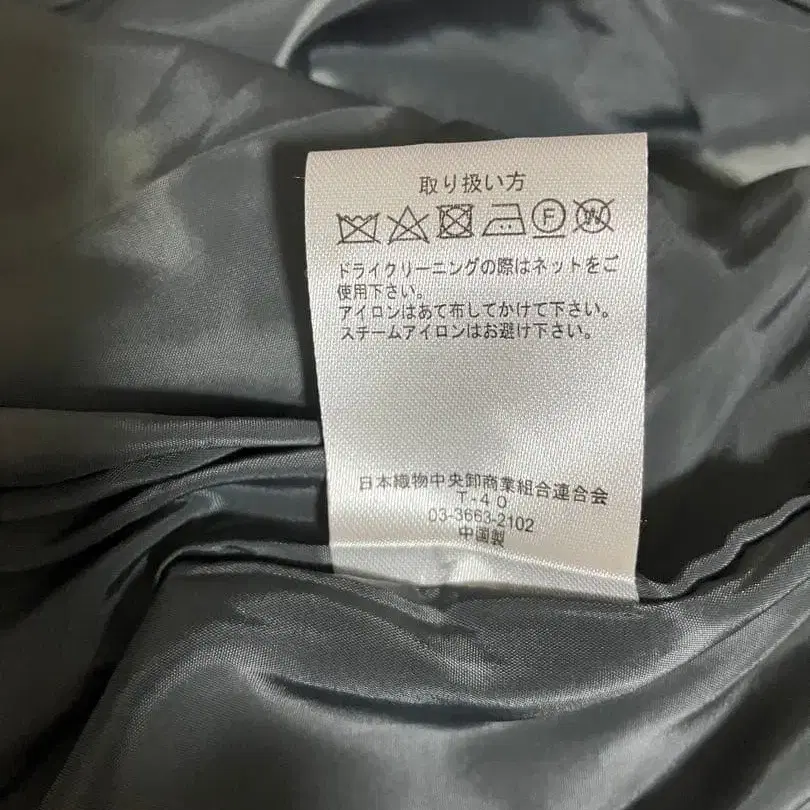 取り扱い方
F W
ドライクリーニングの際はネットをご
使用下さい。
アイロンはあて布してかけて下さい。
スチームアイロンはお避け下さい。
日本織物中央卸商業組合連合会
T-40
03-3663-2102
中国製